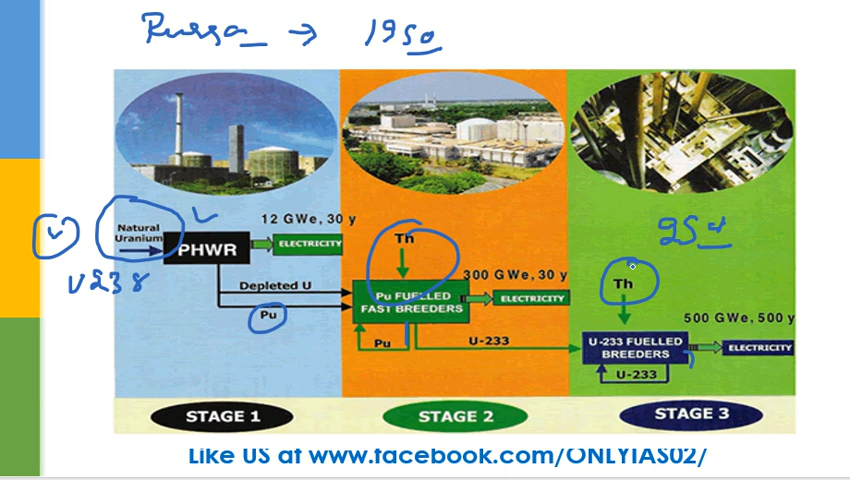 Russa → 1950
Natural
Uranium
U238
PHWR
12 GWe, 30 y
ELECTRICITY
Depleted U
Pu
Th
Pu FUELLED
FAST BREEDERS
300 GWe, 30 y
ELECTRICITY
Pu
U-233
25 y
Th
U-233 FUELLED
BREEDERS
500 GWe, 500 y
ELECTRICITY
U-233
STAGE 1
STAGE 2
STAGE 3
Like US at www.facebook.com/ONLYIAS02/